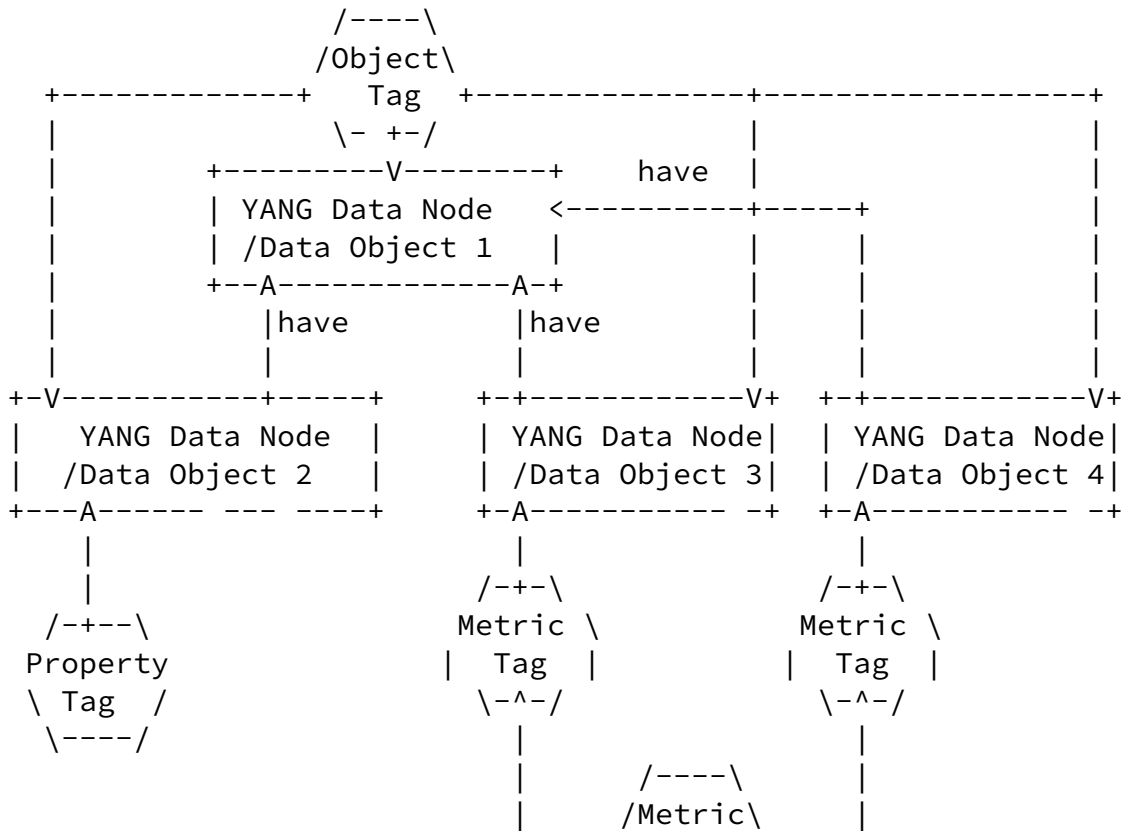 /----\
/Object\
+-------------+   Tag  +---------------+------------------+
|               \- +-/                 |                  |
|        +---------V--------+    have  |                  |
|        | YANG Data Node   <----------+-----+            |
|        | /Data Object 1  |           |     |            |
|        +--A-------------A-+          |     |            |
|           |have         |have        |     |            |
|           |             |            |     |            |
+-V-----------+-----+     +-+------------V+  +-+------------V+
|    YANG Data Node  |    | YANG Data Node|  | YANG Data Node|
|   /Data Object 2   |    | /Data Object 3|  | /Data Object 4|
+---A------ --- ----+     +-A----------- -+  +-A----------- -+
|                       |                |
|                     /-+-\            /-+-\
/-+--\                 Metric \         Metric \
Property              |  Tag  |        |  Tag  |
\ Tag  /                \-^-/            \-^-/
\----/                   |                |
|     /----\     |
|    /Metric\    |